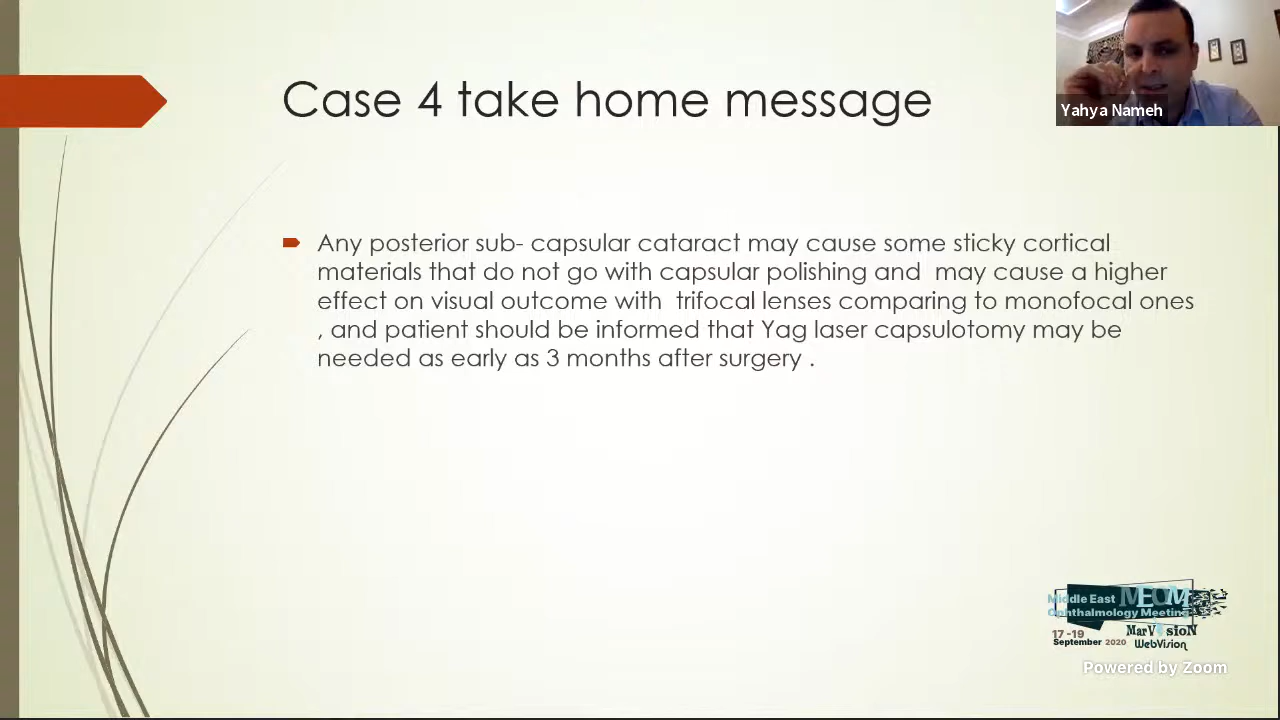 Case 4 take home message
Yahya Nameh
Any posterior sub- capsular cataract may cause some sticky cortical
materials that do not go with capsular polishing and  may cause a higher
effect on visual outcome with  trifocal lenses comparing to monofocal ones
, and patient should be informed that Yag laser capsulotomy may be
needed as early as 3 months after surgery .
Middle East MEOM
Ophthalmology Meeting
17-19 MarVisioN
September 2020 WebVision
Powered by Zoom